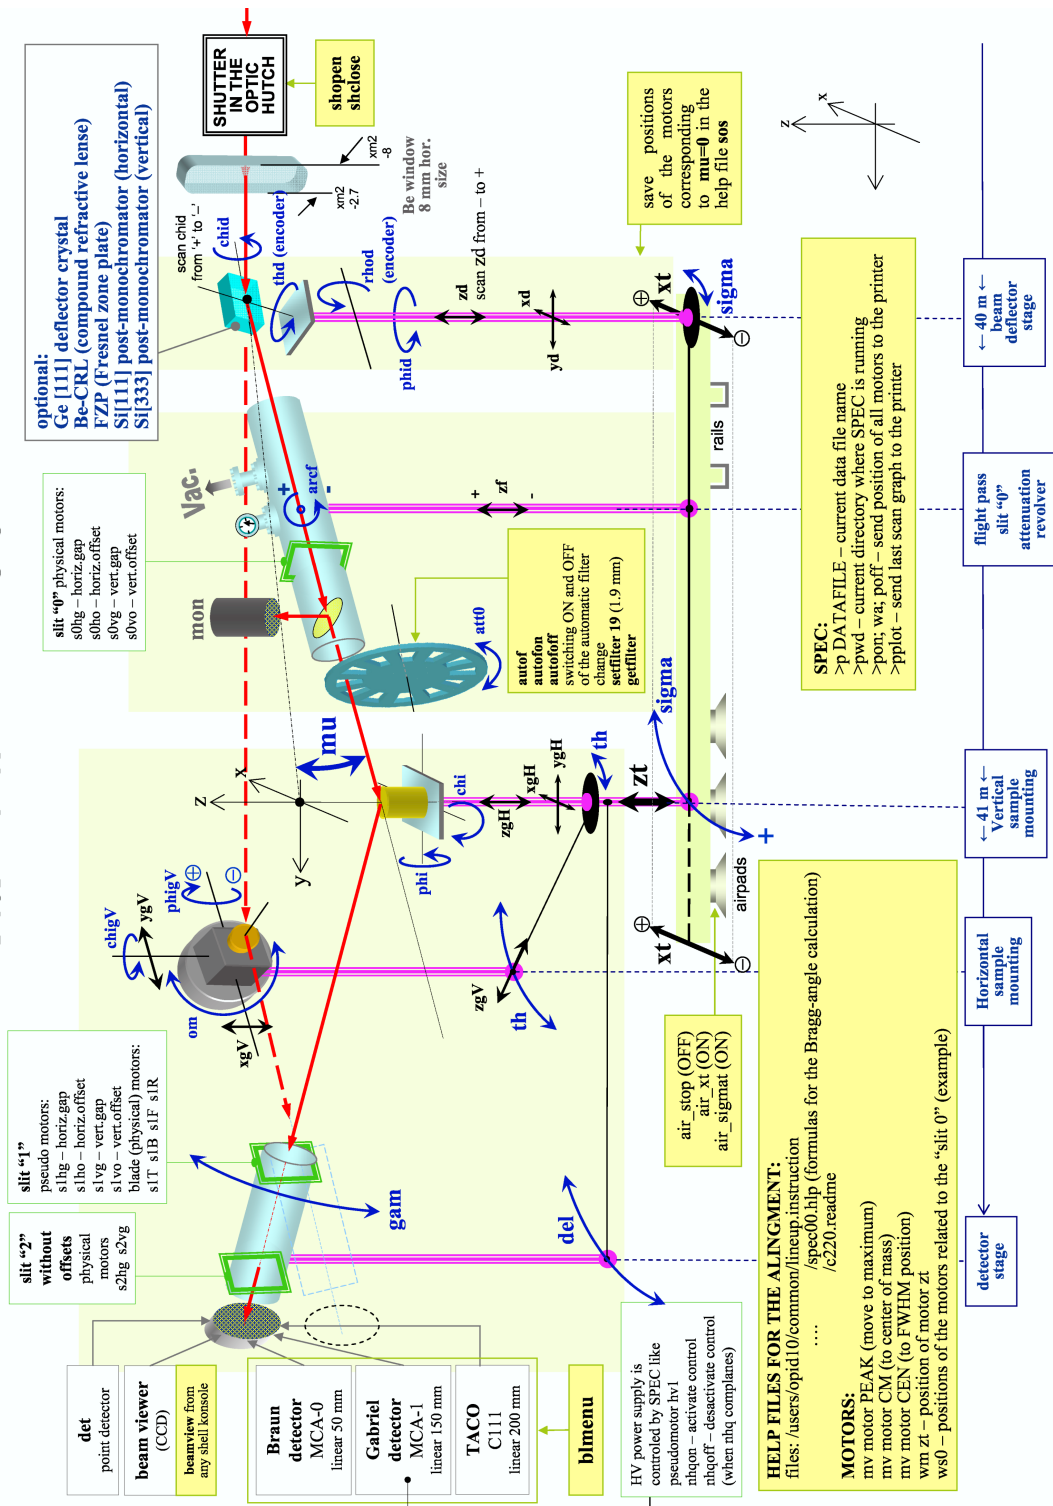 optional:
Ge [111] deflector crystal
Be-CRL (compound refractive lense)
FZP (Fresnel zone plate)
Si[111] post-monochromator (horizontal)
Si[333] post-monochromator (vertical)
SHUTTER
IN THE
OPTIC
HUTCH
shopen
shclose
scan chid
from '+' to '–'
chid
xm2
-2.7
xm2
-8
Be window
8 mm hor.
size
thd (encoder)
rhod
(encoder)
phid
zd
scan zd from – to +
xd
yd
save positions
of the motors
corresponding
to mu=0 in the
help file sos
xt
+
–
sigma
z
x
slit “0” physical motors:
s0hg – horiz.gap
s0ho – horiz.offset
s0vg – vert.gap
s0vo – vert.offset
Vac.
mon
+
arcf
-
+
zf
-
att0
autof
autofon
autofoff
switching ON and OFF
of the automatic filter
change
setfilter 19 (1.9 mm)
getfilter
rails
z
x
y
mu
chi
phi
zgH
xgH
ygH
th
zt
sigma
+
airpads
xt
+
–
chigV
ygV
phigV
+
–
om
xgV
zgV
th
air_stop (OFF)
air_xt (ON)
air_sigmat (ON)
slit “1”
pseudo motors:
s1hg – horiz.gap
s1ho – horiz.offset
s1vg – vert.gap
s1vo – vert.offset
blade (physical) motors:
s1T s1B s1F s1R
slit “2”
without
offsets
physical
motors
s2hg s2vg
gam
del
det
point detector
beam viewer
(CCD)
beamview from
any shell konsole
Braun
detector
MCA-0
linear 50 mm
Gabriel
detector
MCA-1
linear 150 mm
TACO
C111
linear 200 mm
blmenu
HV power supply is
controled by SPEC like
pseudomotor hv1
nhqon – activate control
nhqoff – desactivate control
(when nhq complanes)
HELP FILES FOR THE ALINGMENT:
files: /users/opid10/common/lineup.instruction
/spec00.hlp (formulas for the Bragg-angle calculation)
.... /c220.readme
MOTORS:
mv motor PEAK (move to maximum)
mv motor CM (to center of mass)
mv motor CEN (to FWHM position)
wm zt – position of motor zt
ws0 – positions of the motors related to the “slit 0” (example)
SPEC:
>p DATAFILE – current data file name
>pwd – current directory where SPEC is running
>pon; wa; poff – send position of all motors to the printer
>pplot – send last scan graph to the printer
detector
stage
Horizontal
sample
mounting
← 41 m ←
Vertical
sample
mounting
flight pass
slit “0”
attenuation
revolver
← 40 m ←
beam
deflector
stage